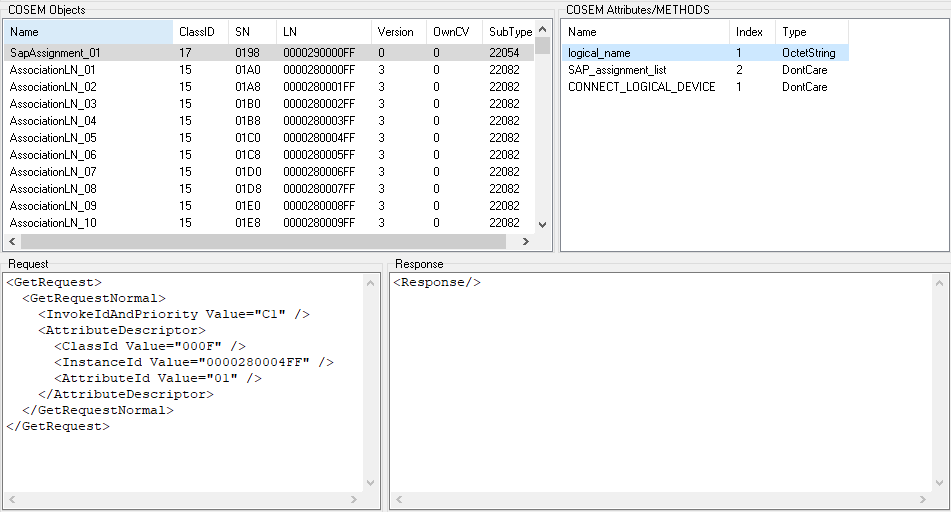 COSEM Objects
Name ClassID SN LN Version OwnCV SubType
SapAssignment_01 17 0198 0000290000FF 0 0 22054
AssociationLN_01 15 01A0 0000280000FF 3 0 22082
AssociationLN_02 15 01A8 0000280001FF 3 0 22082
AssociationLN_03 15 01B0 0000280002FF 3 0 22082
AssociationLN_04 15 01B8 0000280003FF 3 0 22082
AssociationLN_05 15 01C0 0000280004FF 3 0 22082
AssociationLN_06 15 01C8 0000280005FF 3 0 22082
AssociationLN_07 15 01D0 0000280006FF 3 0 22082
AssociationLN_08 15 01D8 0000280007FF 3 0 22082
AssociationLN_09 15 01E0 0000280008FF 3 0 22082
AssociationLN_10 15 01E8 0000280009FF 3 0 22082
COSEM Attributes/METHODS
Name Index Type
logical_name 1 OctetString
SAP_assignment_list 2 DontCare
CONNECT_LOGICAL_DEVICE 1 DontCare
Request
<GetRequest>
  <GetRequestNormal>
    <InvokeIdAndPriority Value="C1" />
    <AttributeDescriptor>
      <ClassId Value="000F" />
      <InstanceId Value="0000280004FF" />
      <AttributeId Value="01" />
    </AttributeDescriptor>
  </GetRequestNormal>
</GetRequest>
Response
<Response/>